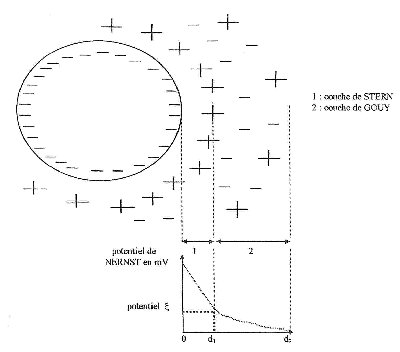 1 : couche de STERN
2 : couche de GOUY
1 2
potentiel de
NERNST en mV
potentiel ξ
0 d1 d2